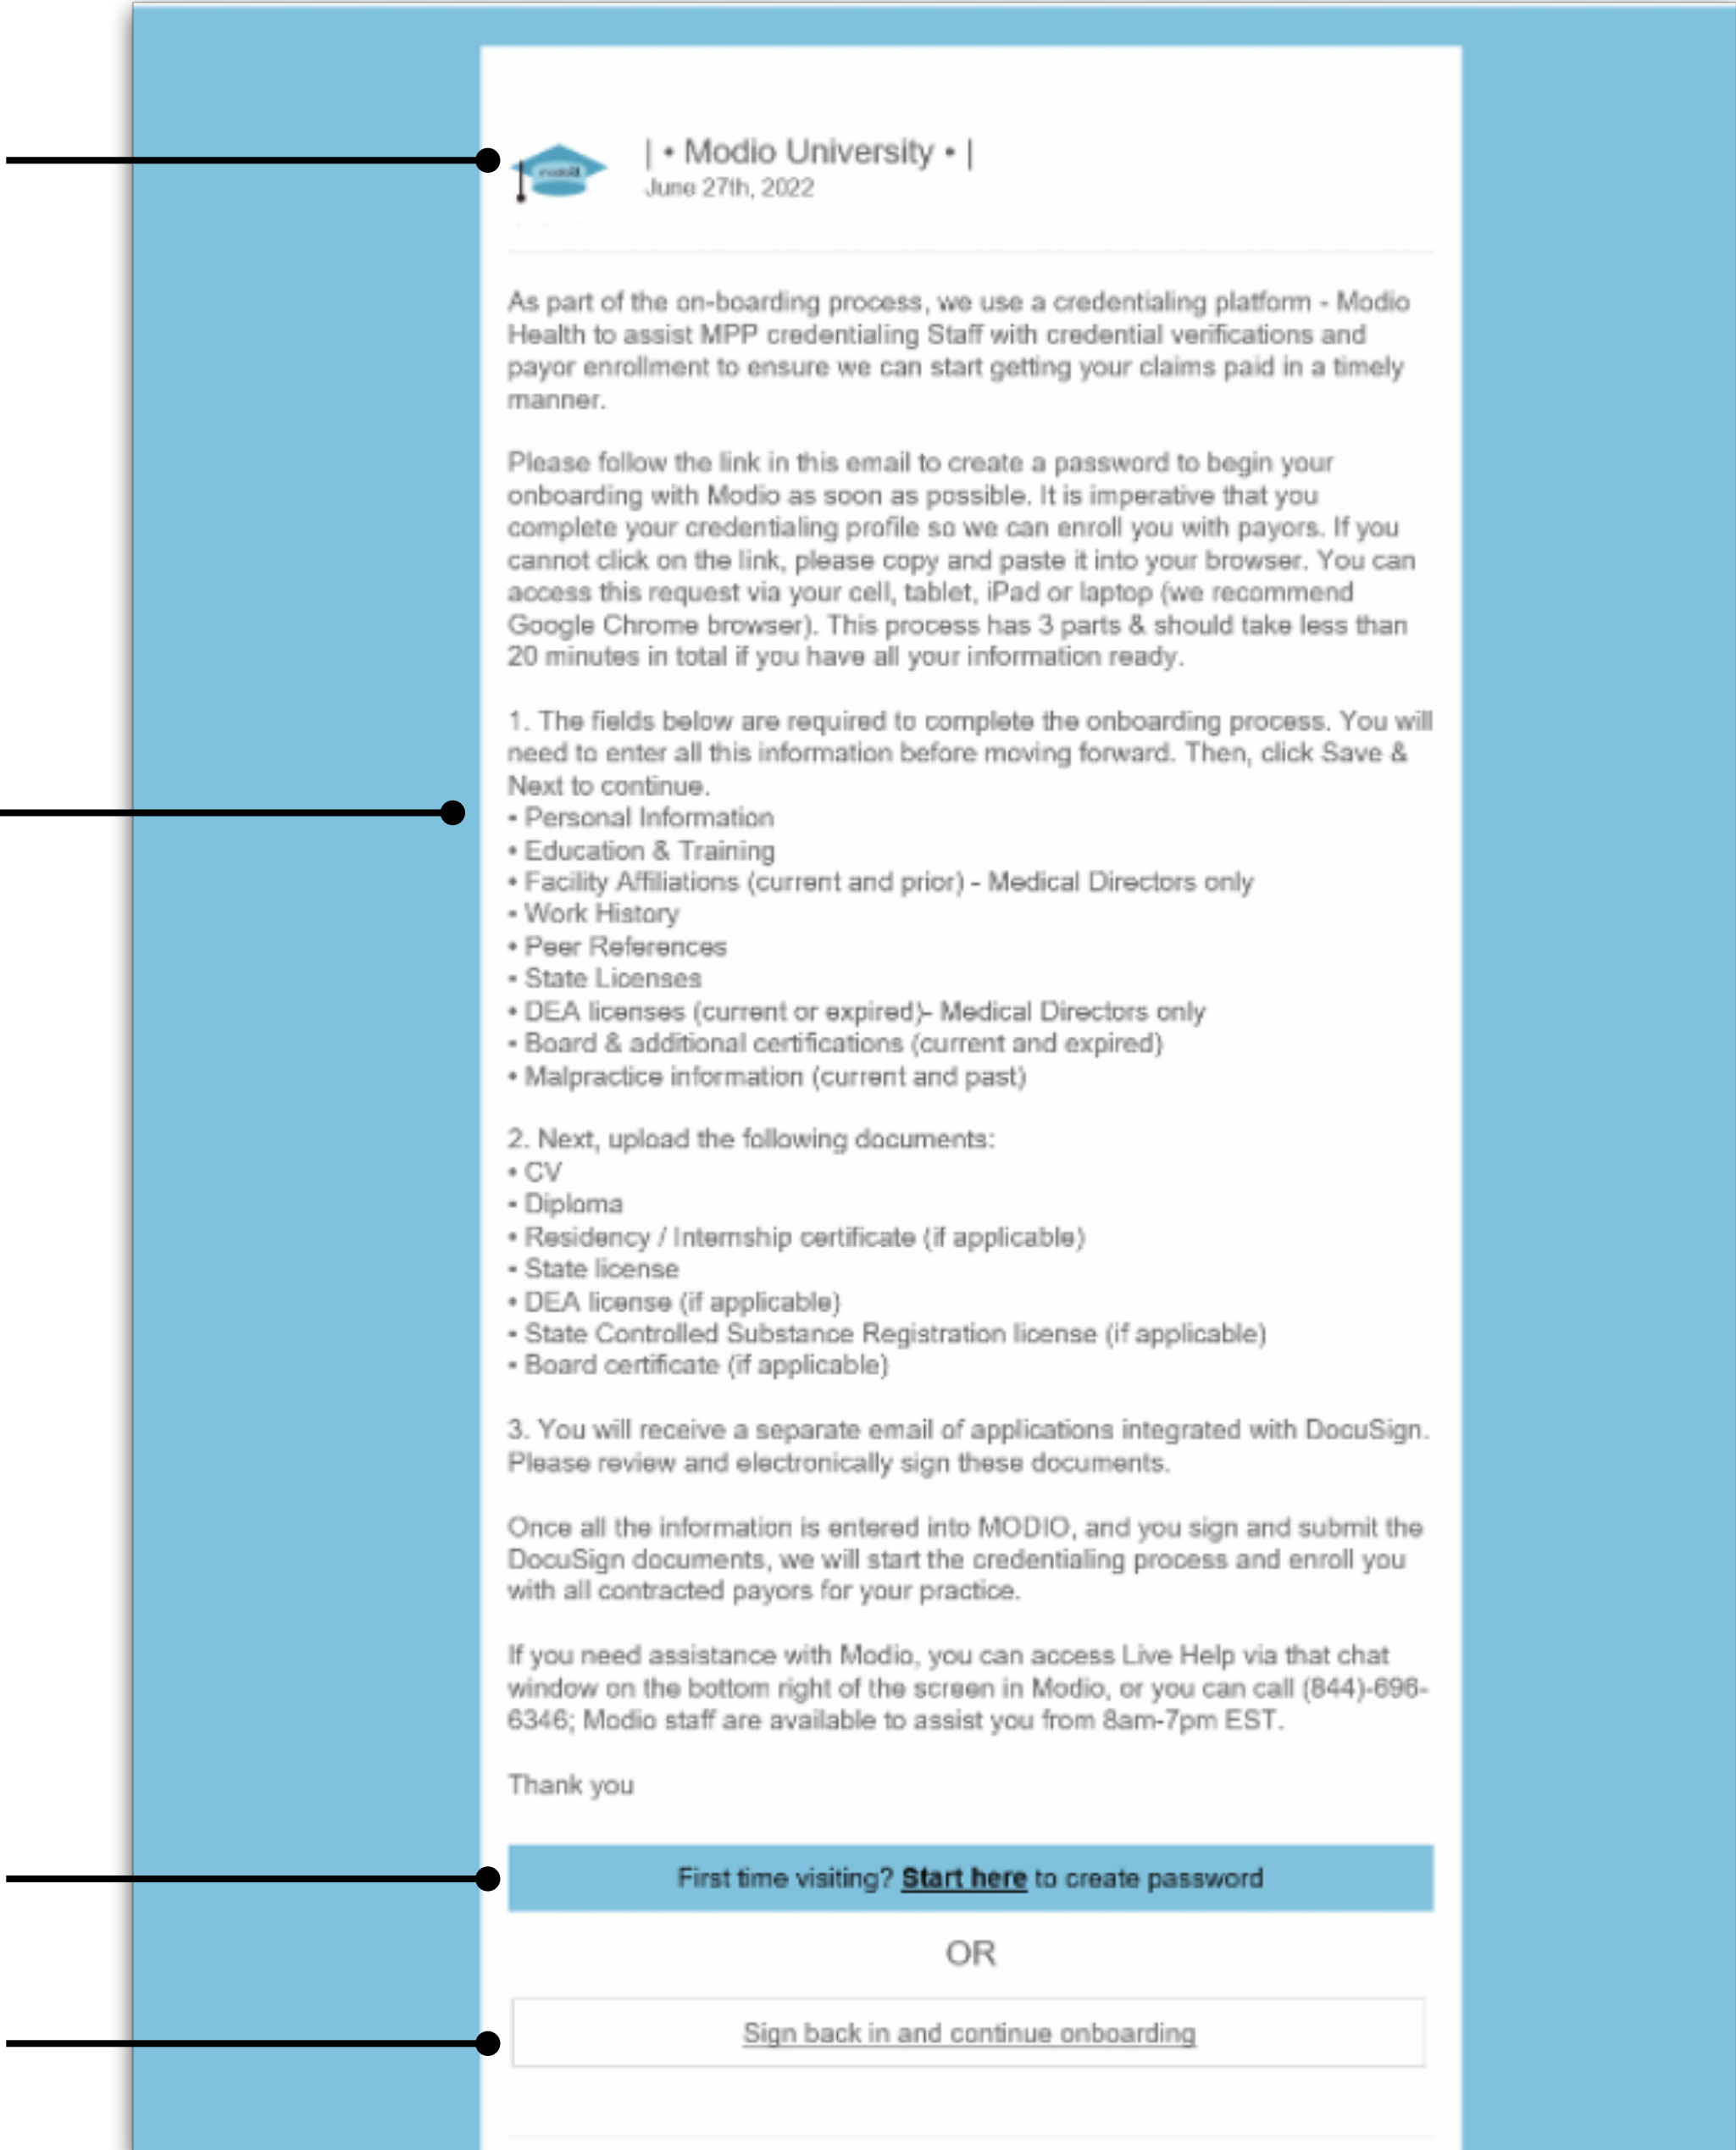 | • Modio University • |
June 27th, 2022
As part of the on-boarding process, we use a credentialing platform - Modio
Health to assist MPP credentialing Staff with credential verifications and
payor enrollment to ensure we can start getting your claims paid in a timely
manner.
Please follow the link in this email to create a password to begin your
onboarding with Modio as soon as possible. It is imperative that you
complete your credentialing profile so we can enroll you with payors. If you
cannot click on the link, please copy and paste it into your browser. You can
access this request via your cell, tablet, iPad or laptop (we recommend
Google Chrome browser). This process has 3 parts & should take less than
20 minutes in total if you have all your information ready.
1. The fields below are required to complete the onboarding process. You will
need to enter all this information before moving forward. Then, click Save &
Next to continue.
• Personal Information
• Education & Training
• Facility Affiliations (current and prior) - Medical Directors only
• Work History
• Peer References
• State Licenses
• DEA licenses (current or expired)- Medical Directors only
• Board & additional certifications (current and expired)
• Malpractice information (current and past)
2. Next, upload the following documents:
• CV
• Diploma
• Residency / Internship certificate (if applicable)
• State license
• DEA license (if applicable)
• State Controlled Substance Registration license (if applicable)
• Board certificate (if applicable)
3. You will receive a separate email of applications integrated with DocuSign.
Please review and electronically sign these documents.
Once all the information is entered into MODIO, and you sign and submit the
DocuSign documents, we will start the credentialing process and enroll you
with all contracted payors for your practice.
If you need assistance with Modio, you can access Live Help via that chat
window on the bottom right of the screen in Modio, or you can call (844)-696-
6346; Modio staff are available to assist you from 8am-7pm EST.
Thank you
First time visiting? Start here to create password
OR
Sign back in and continue onboarding